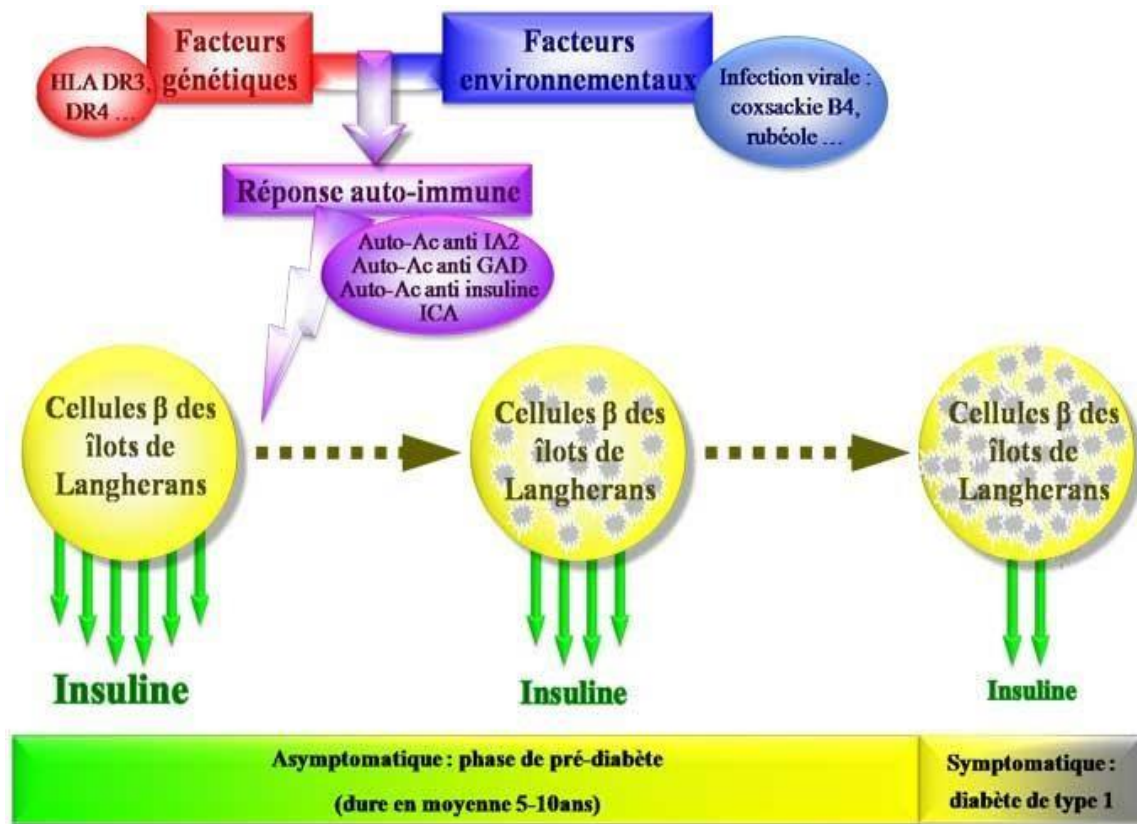 Facteurs
génétiques
Facteurs
environnementaux
HLA DR3,
DR4 ...
Infection virale :
coxsackie B4,
rubéole ...
Réponse auto-immune
Auto-Ac anti IA2
Auto-Ac anti GAD
Auto-Ac anti insuline
ICA
Cellules β des
îlots de
Langherans
Cellules β des
îlots de
Langherans
Cellules β des
îlots de
Langherans
Insuline
Insuline
Insuline
Asymptomatique : phase de pré-diabète
(dure en moyenne 5-10ans)
Symptomatique :
diabète de type 1